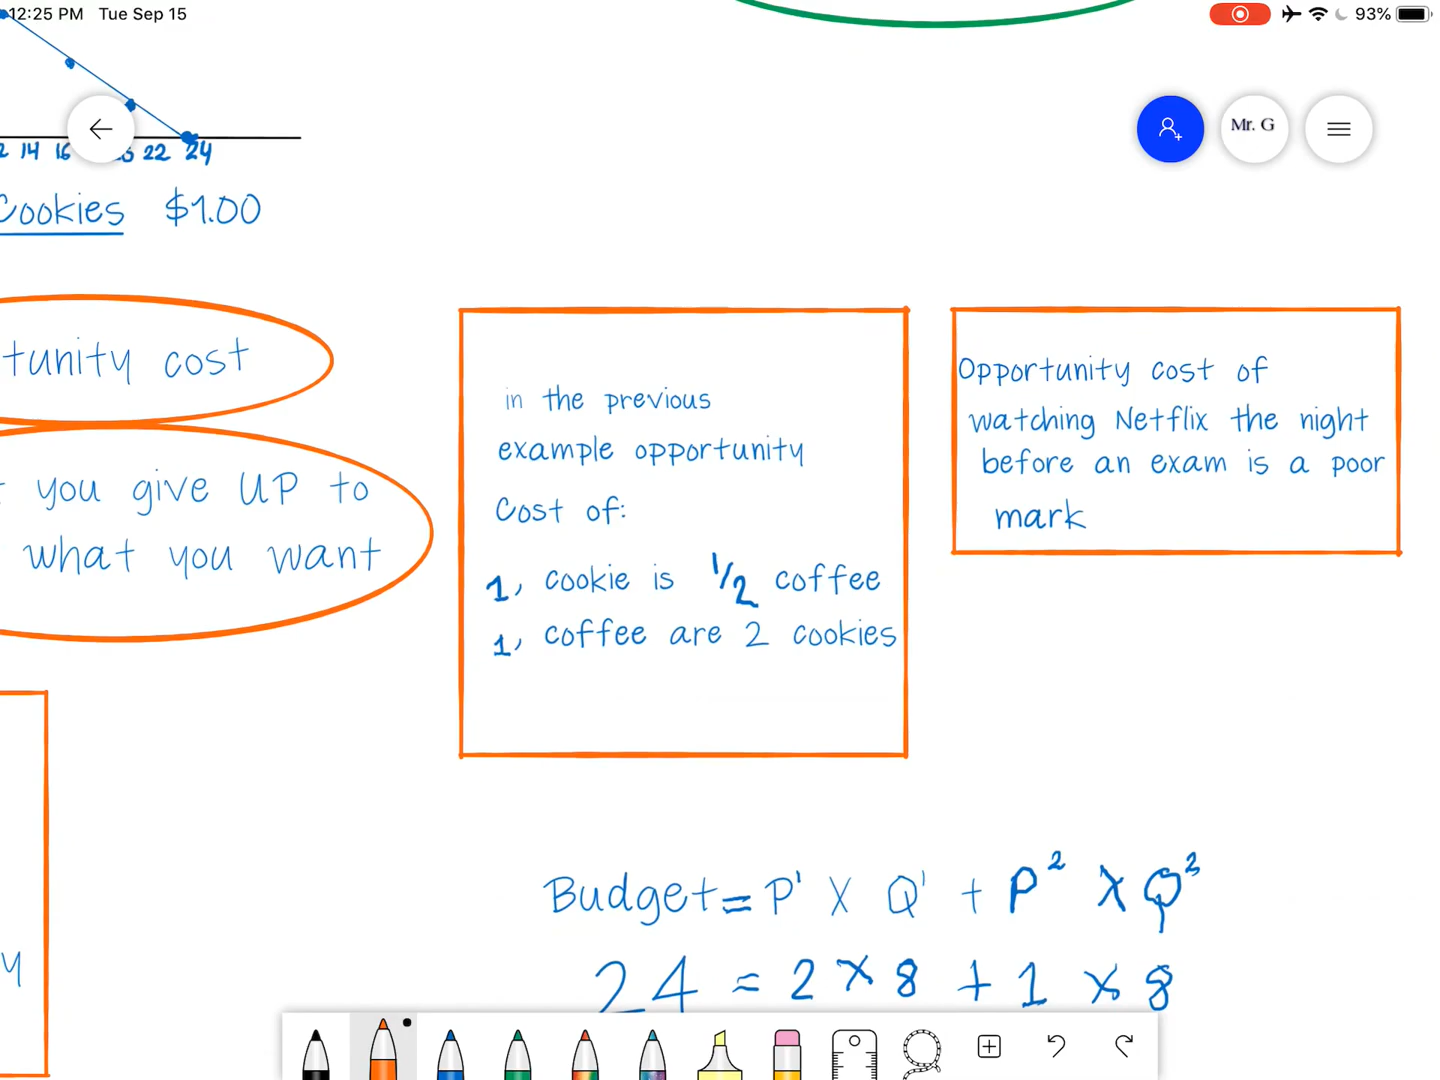 12:25 PM Tue Sep 15
93%
Mr. G
2 14 16 22 24
Cookies $1.00
tunity cost
you give UP to
what you want
in the previous
example opportunity
Cost of:
1, cookie is 1/2 coffee
1, coffee are 2 cookies
Opportunity cost of
watching Netflix the night
before an exam is a poor
mark
y
Budget = P¹ X Q¹ + P² X Q³
24 = 2 x 8 + 1 x 8